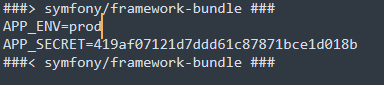 ###> symfony/framework-bundle ###
APP_ENV=prod
APP_SECRET=419af07121d7ddd61c87871bce1d018b
###< symfony/framework-bundle ###